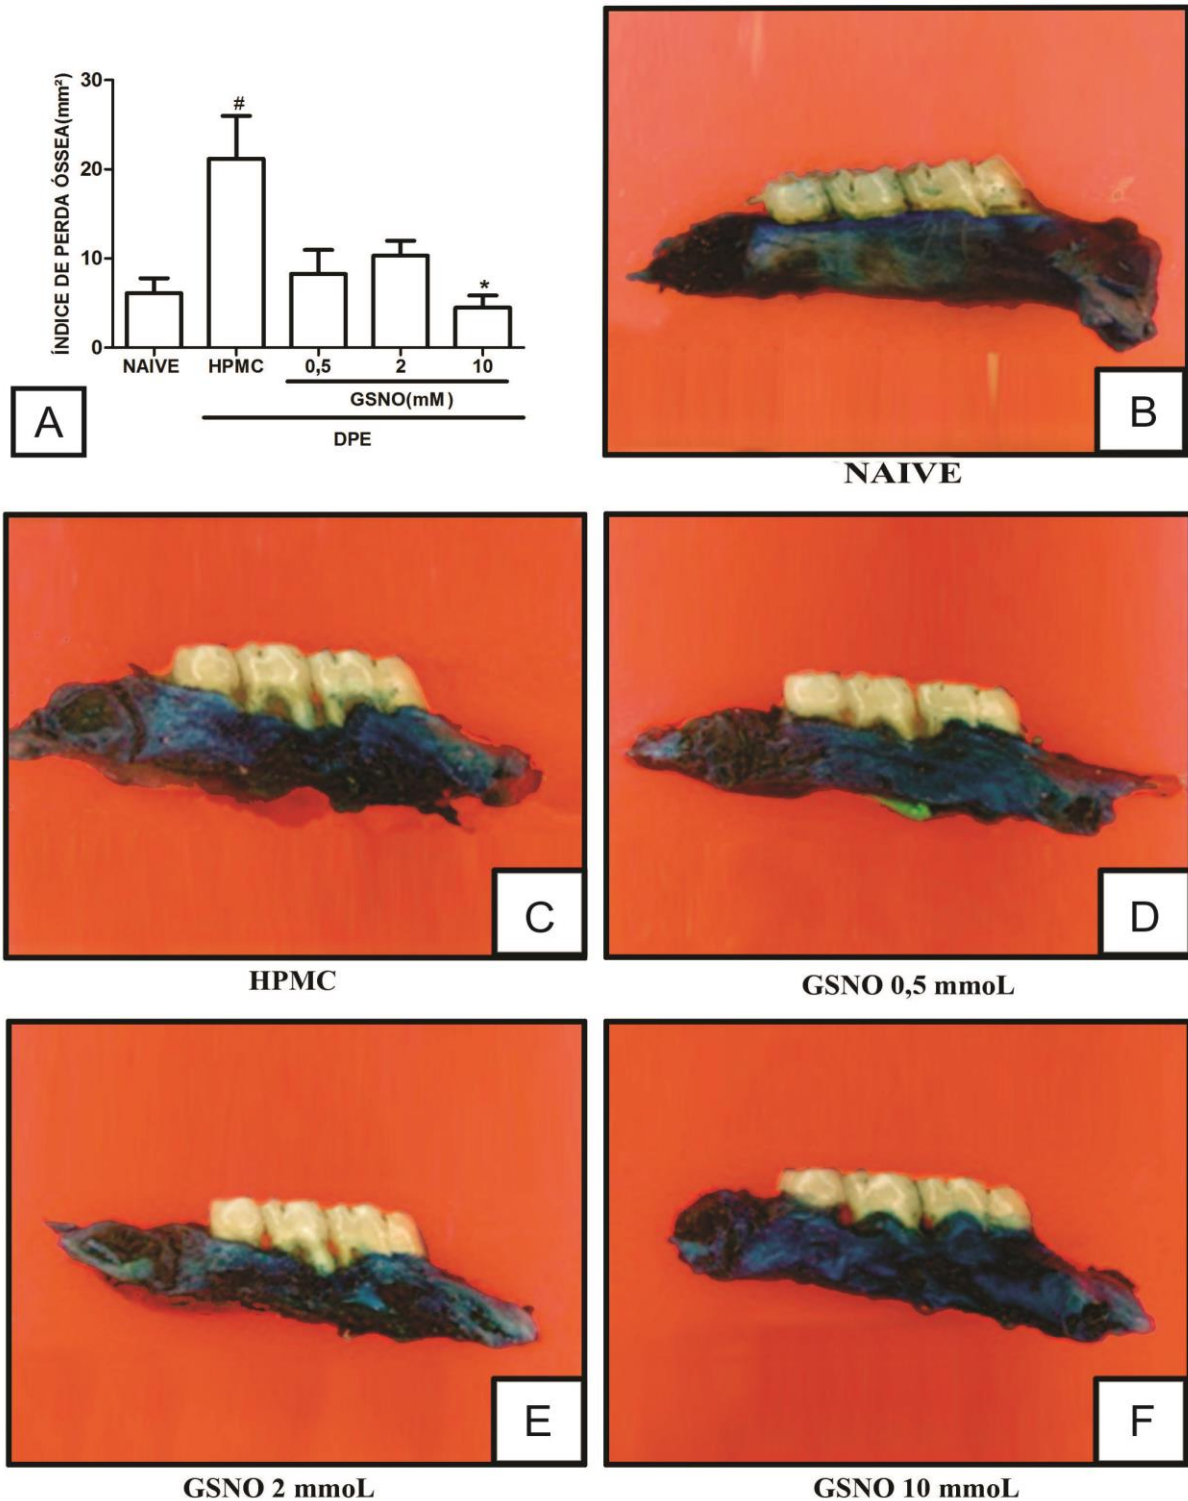 ÍNDICE DE PERDA ÓSSEA(mm²)
30
20
10
0
#
*
NAIVE HPMC 0,5 2 10
GSNO(mM)
DPE
A
B
NAIVE
C
HPMC
D
GSNO 0,5 mmoL
E
GSNO 2 mmoL
F
GSNO 10 mmoL